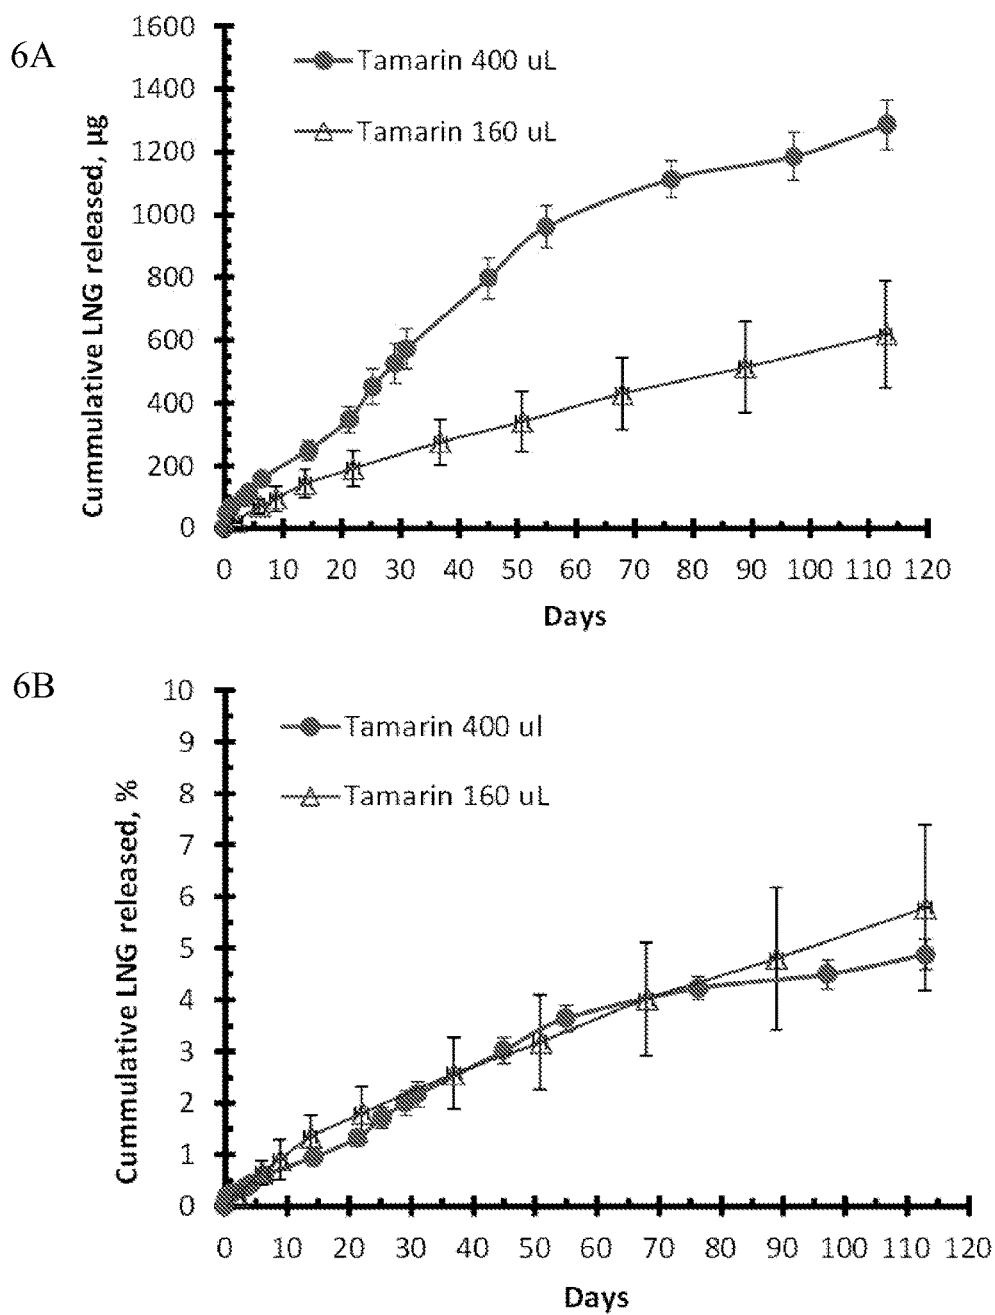 6A
1600
1400
1200
1000
800
600
400
200
0
Cummulative LNG released, µg
Tamarin 400 uL
Tamarin 160 uL
0 10 20 30 40 50 60 70 80 90 100 110 120
Days
6B
10
9
8
7
6
5
4
3
2
1
0
Cummulative LNG released, %
Tamarin 400 ul
Tamarin 160 uL
0 10 20 30 40 50 60 70 80 90 100 110 120
Days